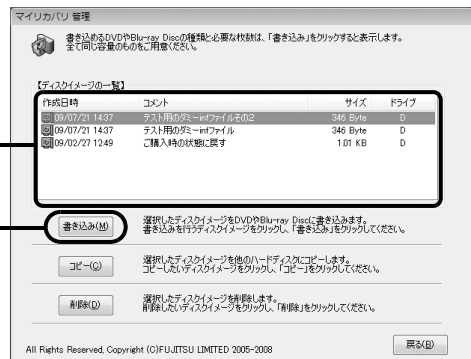 マイリカバリ 管理
書き込めるDVDやBlu-ray Discの種類と必要な枚数は、「書き込み」をクリックすると表示します。
全て同じ容量のものをご用意ください。
【ディスクイメージの一覧】
作成日時 コメント サイズ ドライブ
09/07/21 14:37 テスト用のダミーinfファイルその2 346 Byte D
09/07/21 14:37 テスト用のダミーinfファイル 346 Byte D
09/02/27 12:49 ご購入時の状態に戻す 1.01 KB D
書き込み(M) 選択したディスクイメージをDVDやBlu-ray Discに書き込みます。
書き込みを行うディスクイメージをクリックし、「書き込み」をクリックしてください。
コピー(C) 選択したディスクイメージを他のハードディスクにコピーします。
コピーしたいディスクイメージをクリックし、「コピー」をクリックしてください。
削除(D) 選択したディスクイメージを削除します。
削除したいディスクイメージをクリックし、「削除」をクリックしてください。
All Rights Reserved, Copyright (C)FUJITSU LIMITED 2005-2008 戻る(B)